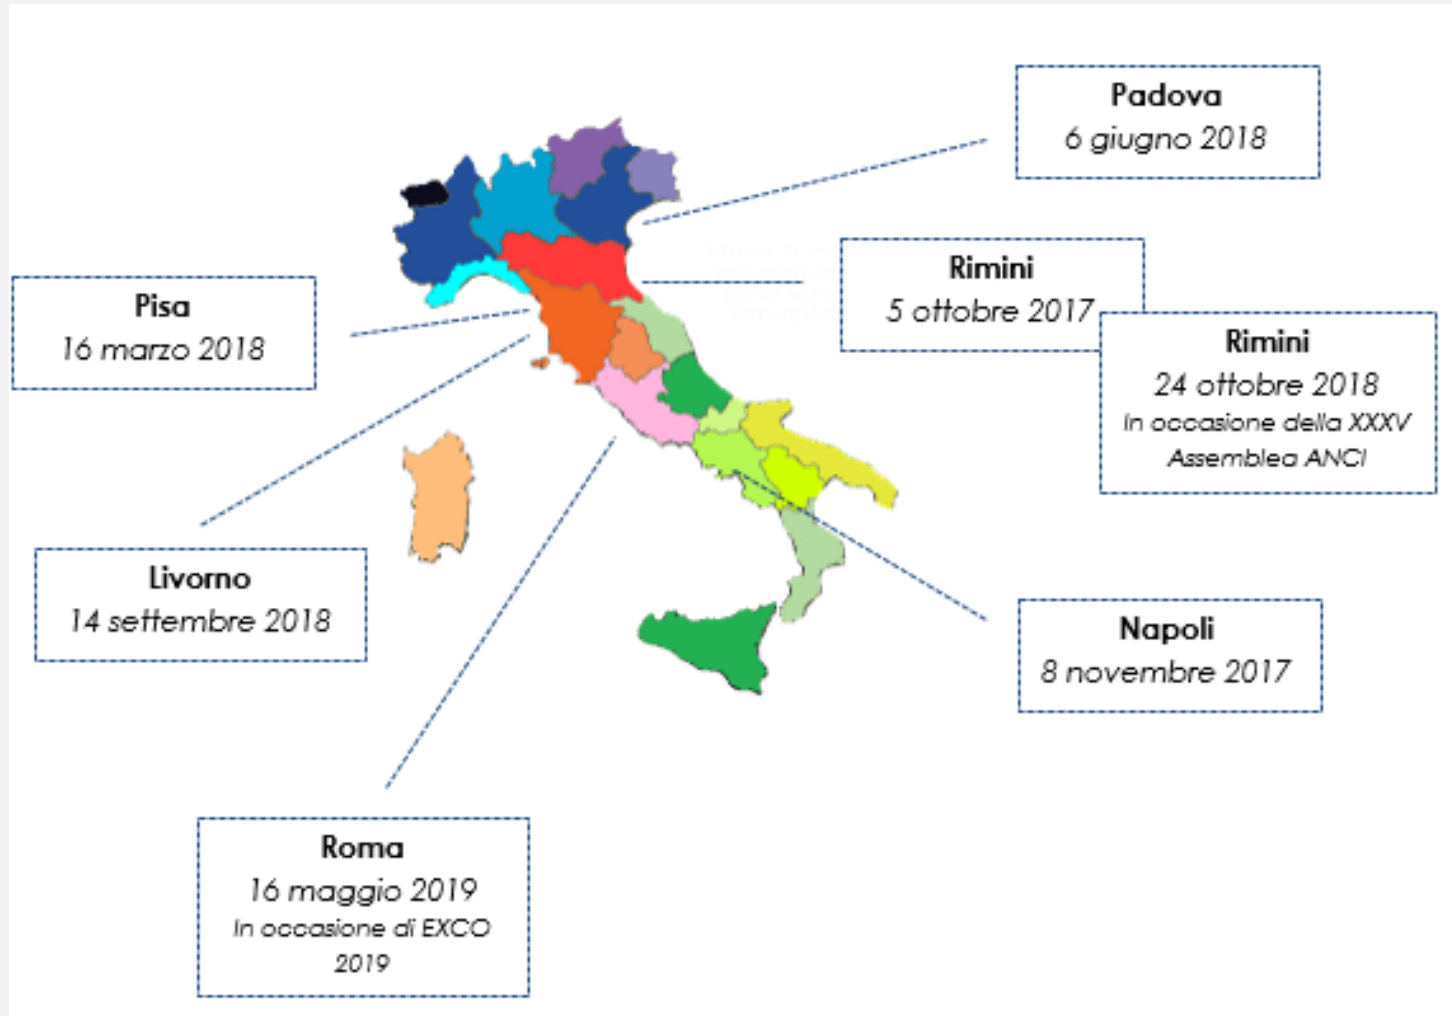 Padova
6 giugno 2018
Rimini
5 ottobre 2017
Pisa
16 marzo 2018
Rimini
24 ottobre 2018
In occasione della XXXV
Assemblea ANCI
Livorno
14 settembre 2018
Napoli
8 novembre 2017
Roma
16 maggio 2019
In occasione di EXCO
2019